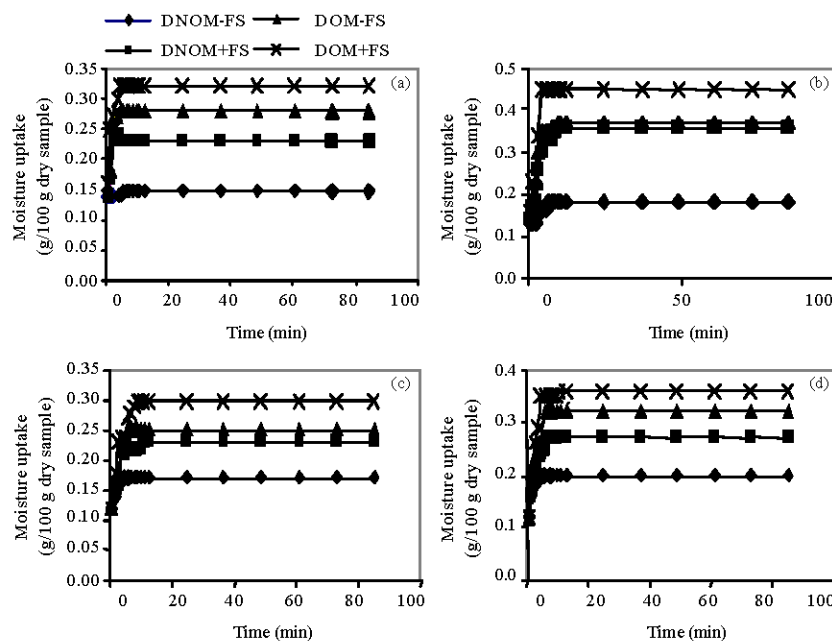 DNOM-FS DOM-FS
DNOM+FS DOM+FS
(a)
0.35
0.30
0.25
0.20
0.15
0.10
0.05
0.00
Moisture uptake
(g/100 g dry sample)
0 20 40 60 80 100
Time (min)
(b)
0.5
0.4
0.3
0.2
0.1
0.0
Moisture uptake
(g/100 g dry sample)
0 50 100
Time (min)
(c)
0.35
0.30
0.25
0.20
0.15
0.10
0.05
0.00
Moisture uptake
(g/100 g dry sample)
0 20 40 60 80 100
Time (min)
(d)
0.4
0.3
0.2
0.1
0.0
Moisture uptake
(g/100 g dry sample)
0 20 40 60 80 100
Time (min)